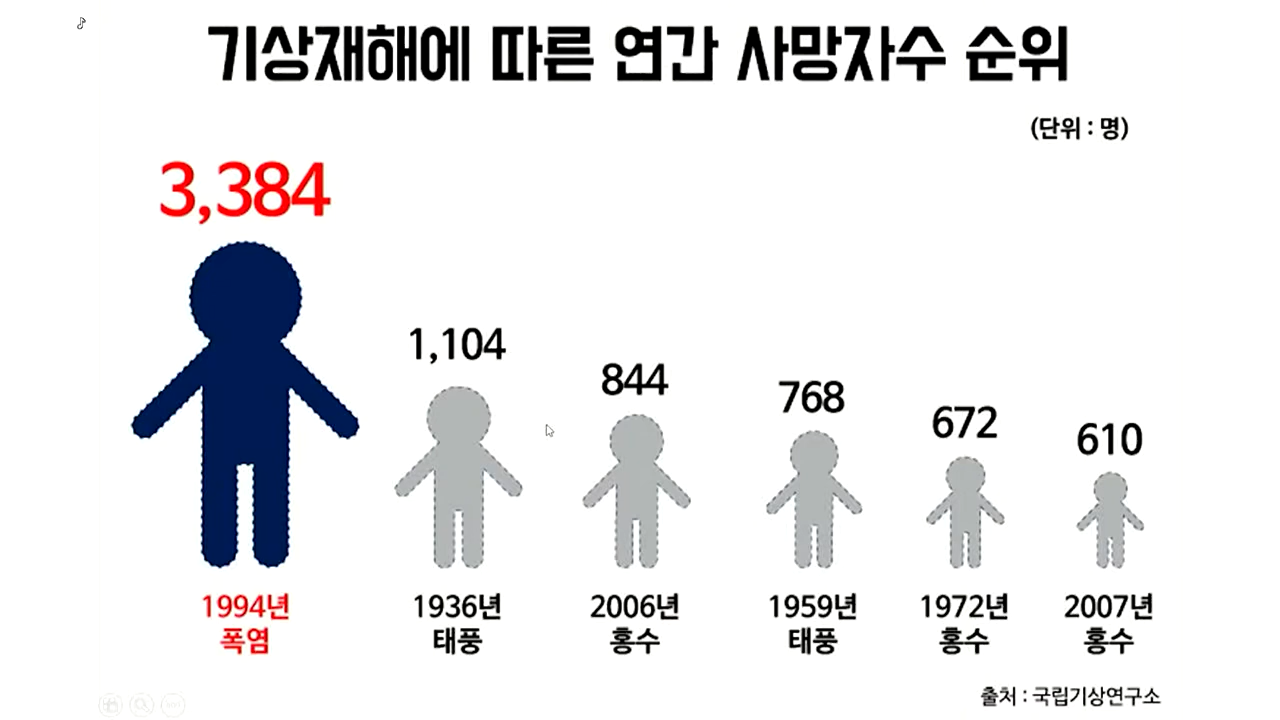 기상재해에 따른 연간 사망자수 순위
(단위 : 명)
3,384
1,104
844
768
672
610
1994년
폭염
1936년
태풍
2006년
홍수
1959년
태풍
1972년
홍수
2007년
홍수
출처 : 국립기상연구소